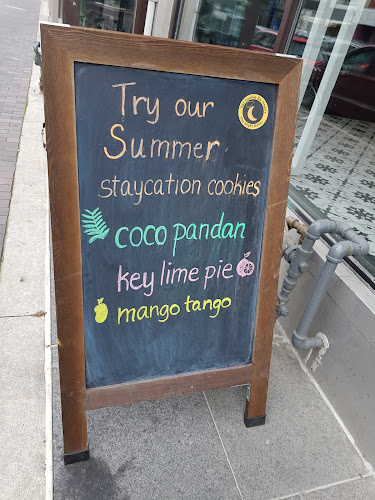 Try our
Summer
staycation cookies
coco pandan
key lime pie
mango tango